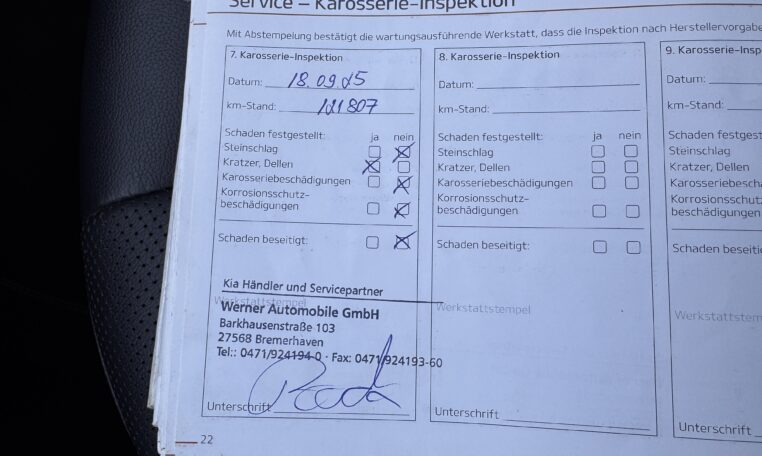 Service – Karosserie-Inspektion
Mit Abstempelung bestätigt die wartungsausführende Werkstatt, dass die Inspektion nach Herstellervorgabe
7. Karosserie-Inspektion
Datum: 18.09.25
km-Stand: 121807
Schaden festgestellt: ja nein
Steinschlag
Kratzer, Dellen
Karosseriebeschädigungen
Korrosionsschutz-
beschädigungen
Schaden beseitigt:
Kia Händler und Servicepartner
Werkstattstempel
Werner Automobile GmbH
Barkhausenstraße 103
27568 Bremerhaven
Tel:: 0471/924194-0 · Fax: 0471/924193-60
Unterschrift
22
8. Karosserie-Inspektion
Datum:
km-Stand:
Schaden festgestellt: ja nein
Steinschlag
Kratzer, Dellen
Karosseriebeschädigungen
Korrosionsschutz-
beschädigungen
Schaden beseitigt:
Werkstattstempel
Unterschrift
9. Karosserie-Insp
Datum:
km-Stand:
Schaden festgest
Steinschlag
Kratzer, Dellen
Karosseriebesch
Korrosionsschut
beschädigungen
Schaden beseiti
Werkstattstem
Unterschrift